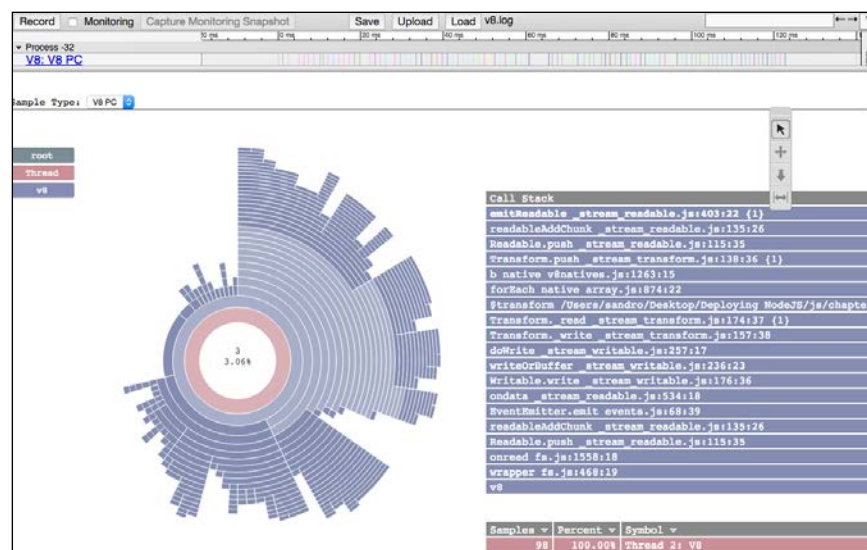 Record Monitoring Capture Monitoring Snapshot Save Upload Load v8.log
0 ms 0 ms 20 ms 40 ms 60 ms 80 ms 100 ms 120 ms
Process -32
V8: V8 PC
Sample Type: V8 PC
root
Thread
v8
3
3.06%
Call Stack
emitReadable _stream_readable.js:403:22 {1}
readableAddChunk _stream_readable.js:135:26
Readable.push _stream_readable.js:115:35
Transform.push _stream_transform.js:138:36 {1}
b native v8natives.js:1263:15
forEach native array.js:874:22
$transform /Users/sandro/Desktop/Deploying NodeJS/js/chapte
Transform._read _stream_transform.js:174:37 {1}
Transform._write _stream_transform.js:157:38
doWrite _stream_writable.js:257:17
writeOrBuffer _stream_writable.js:236:23
Writable.write _stream_writable.js:176:36
ondata _stream_readable.js:534:18
EventEmitter.emit events.js:68:39
readableAddChunk _stream_readable.js:135:26
Readable.push _stream_readable.js:115:35
onread fs.js:1558:18
wrapper fs.js:468:19
v8
Samples Percent Symbol
98 100.00% Thread 2: V8